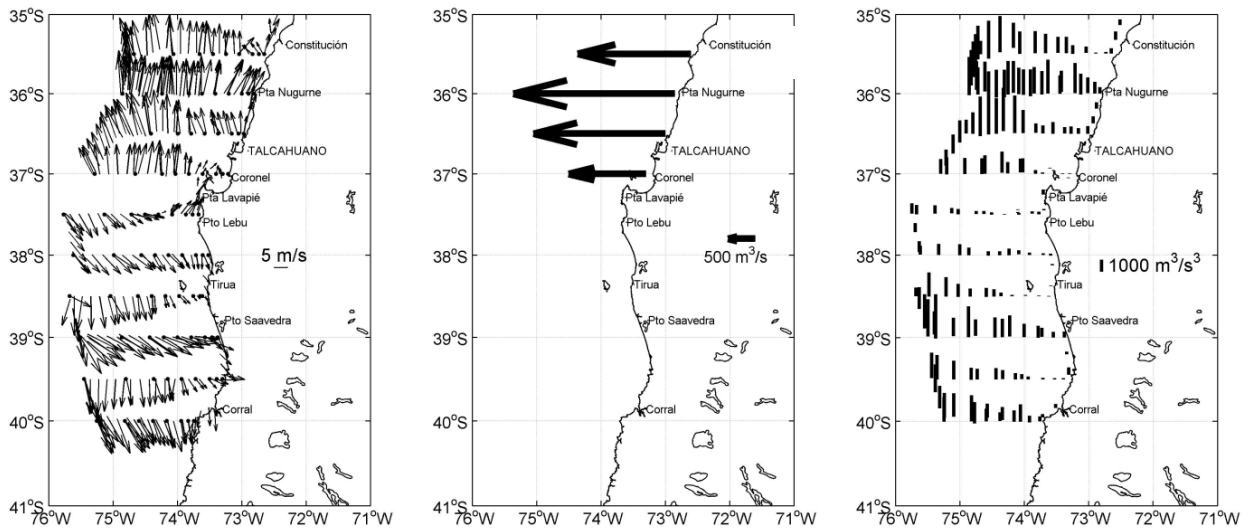 35°S
36°S
37°S
38°S
39°S
40°S
41°S
76°W 75°W 74°W 73°W 72°W 71°W
Constitución
Pta Nugurne
TALCAHUANO
Coronel
Pta Lavapié
Pto Lebu
5 m/s
Tirua
Pto Saavedra
Corral
35°S
36°S
37°S
38°S
39°S
40°S
41°S
76°W 75°W 74°W 73°W 72°W 71°W
Constitución
Pta Nugurne
TALCAHUANO
Coronel
Pta Lavapié
Pto Lebu
500 m³/s
Tirua
Pto Saavedra
Corral
35°S
36°S
37°S
38°S
39°S
40°S
41°S
76°W 75°W 74°W 73°W 72°W 71°W
Constitución
Pta Nugurne
TALCAHUANO
Coronel
Pta Lavapié
Pto Lebu
1000 m³/s³
Tirua
Pto Saavedra
Corral